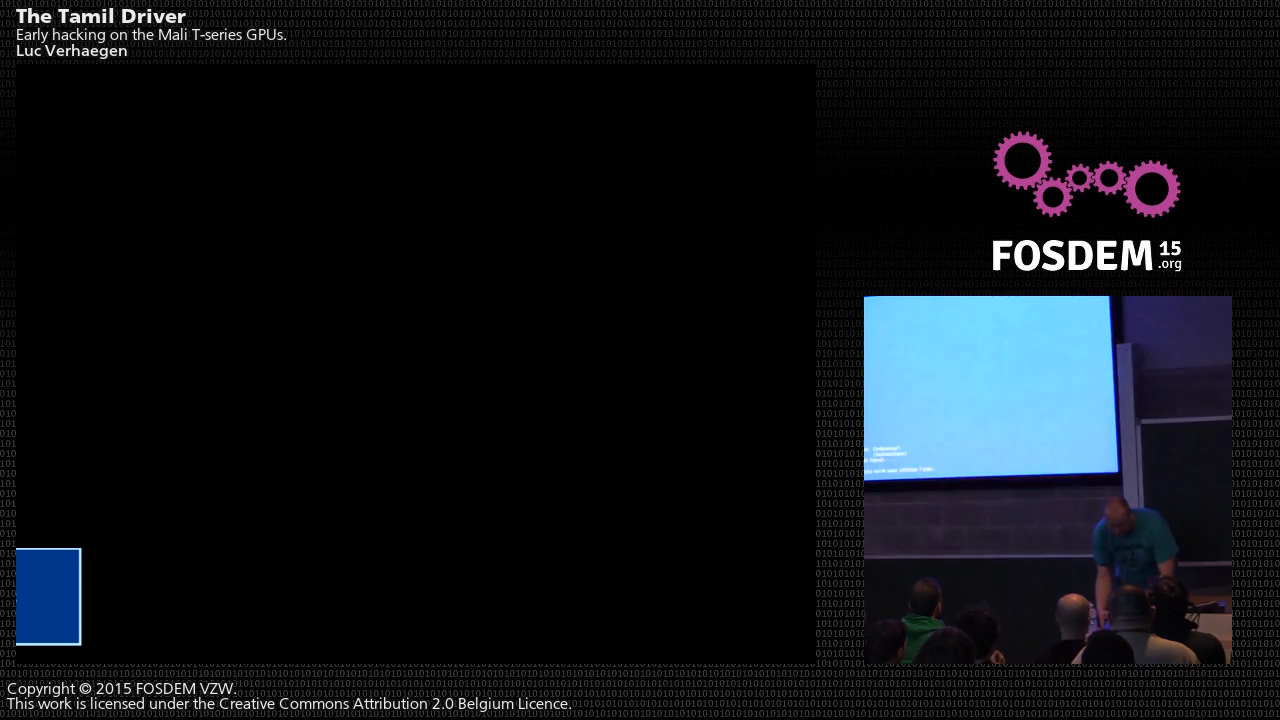 The Tamil Driver
Early hacking on the Mali T-series GPUs.
Luc Verhaegen
FOSDEM 15
.org
Copyright © 2015 FOSDEM VZW.
This work is licensed under the Creative Commons Attribution 2.0 Belgium Licence.